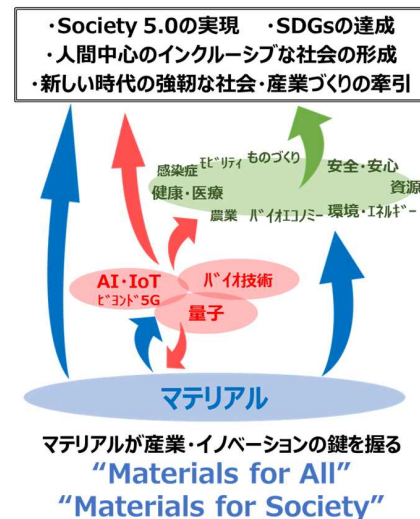 ・Society 5.0の実現　・SDGsの達成
・人間中心のインクルーシブな社会の形成
・新しい時代の強靭な社会・産業づくりの牽引
感染症 ﾓﾋﾞﾘﾃｨ ものづくり 安全・安心
健康・医療 資源
農業 ﾊﾞｲｵｴｺﾉﾐｰ 環境・ｴﾈﾙｷﾞｰ
AI・IoT ﾊﾞｲｵ技術
ﾋﾞﾖﾝﾄﾞ5G
量子
マテリアル
マテリアルが産業・イノベーションの鍵を握る
“Materials for All”
“Materials for Society”